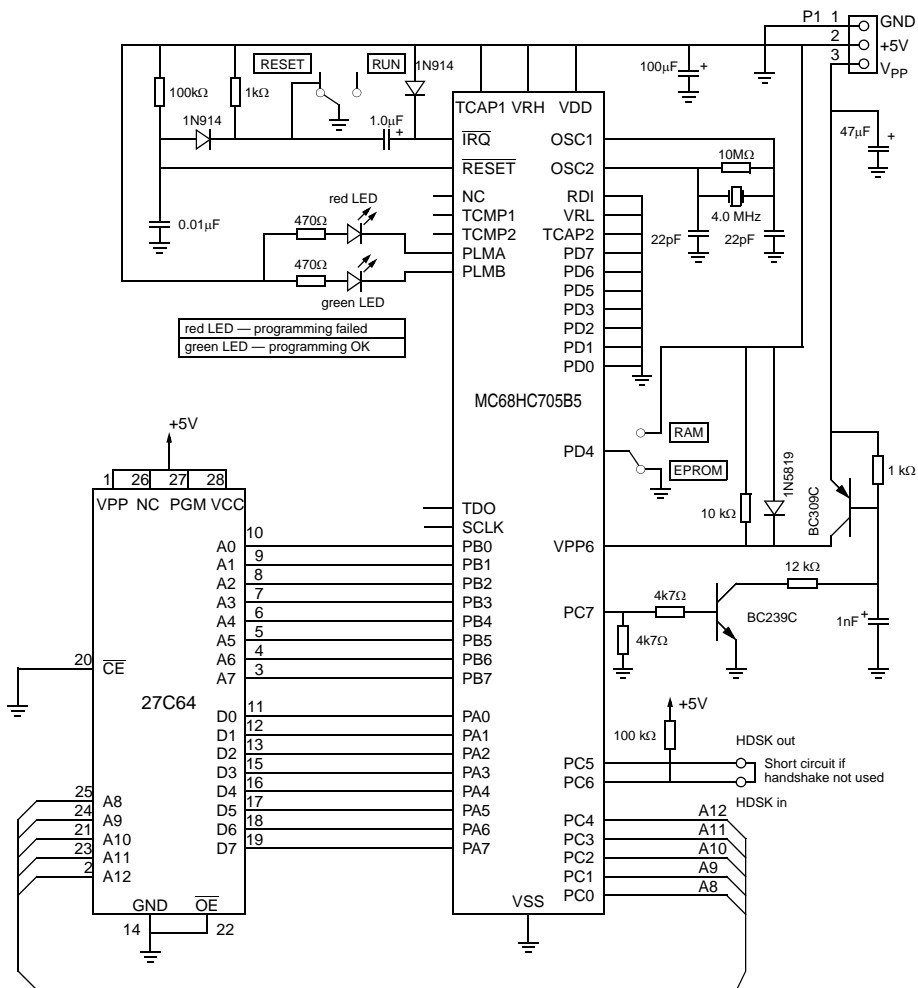 P1 1 GND
2 +5V
3 VPP
RESET RUN 1N914
100kΩ 1kΩ
1N914
1.0µF +
100µF +
47µF +
TCAP1 VRH VDD
IRQ OSC1
RESET OSC2
10MΩ
4.0 MHz
22pF 22pF
0.01µF
NC RDI
TCMP1 VRL
TCMP2 TCAP2
PLMA PD7
PLMB PD6
PD5
PD3
PD2
PD1
PD0
red LED
470Ω
470Ω
green LED
red LED — programming failed
green LED — programming OK
MC68HC705B5
RAM
PD4
EPROM
10 kΩ
1N5819
BC309C
1 kΩ
+5V
1 26 27 28
VPP NC PGM VCC
TDO
SCLK
A0 10 PB0 VPP6
A1 9 PB1
A2 8 PB2
A3 7 PB3
A4 6 PB4
A5 5 PB5
A6 4 PB6
A7 3 PB7
12 kΩ
PC7
4k7Ω
4k7Ω
BC239C
1nF +
20 CE
27C64
D0 11 PA0
D1 12 PA1
D2 13 PA2
D3 15 PA3
D4 16 PA4
D5 17 PA5
D6 18 PA6
D7 19 PA7
+5V
100 kΩ
HDSK out
PC5
PC6
Short circuit if
handshake not used
HDSK in
25 A8
24 A9
21 A10
23 A11
2 A12
PC4 A12
PC3 A11
PC2 A10
PC1 A9
PC0 A8
GND OE
14 22
VSS